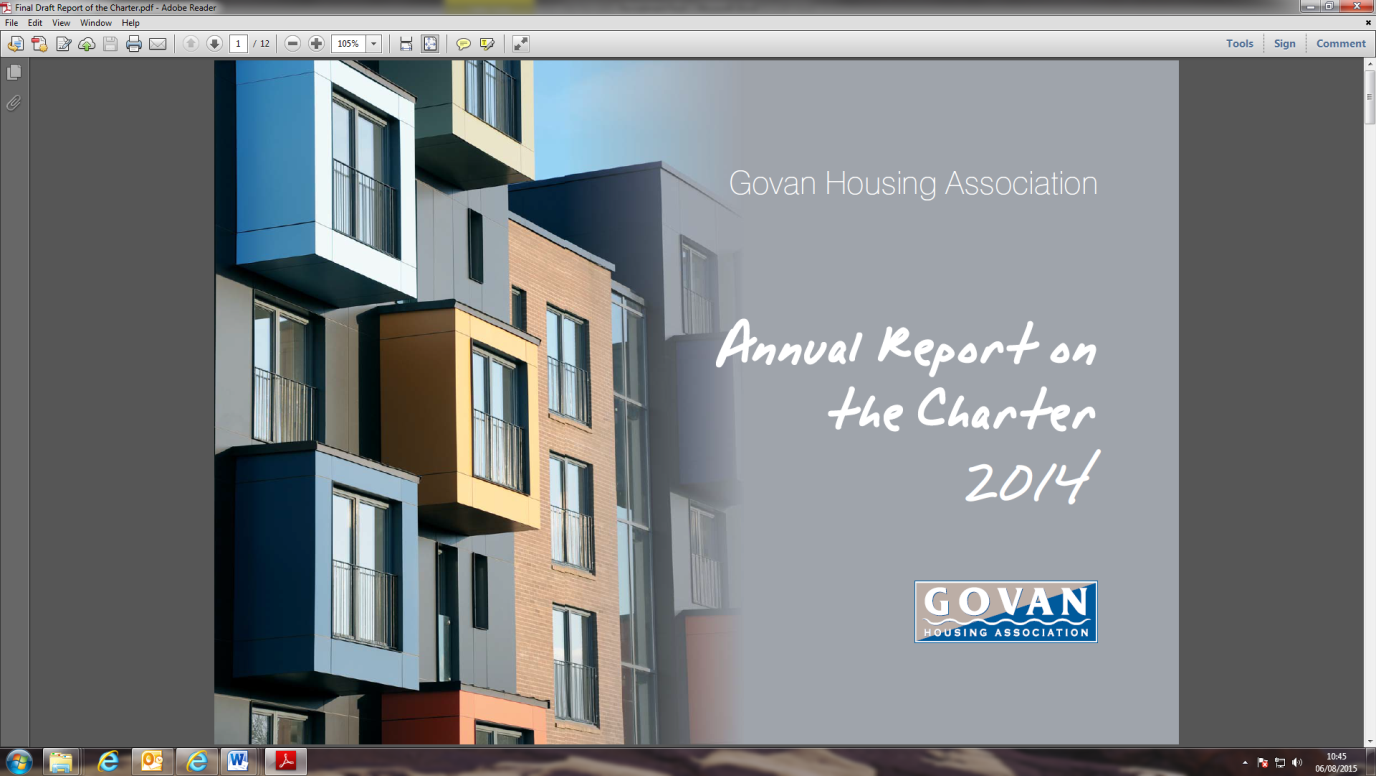 Final Draft Report of the Charter.pdf - Adobe Reader
File Edit View Window Help
1 / 12 105% Tools Sign Comment
Govan Housing Association
Annual Report on
the Charter
2014
GOVAN
HOUSING ASSOCIATION
10:45
06/08/2015